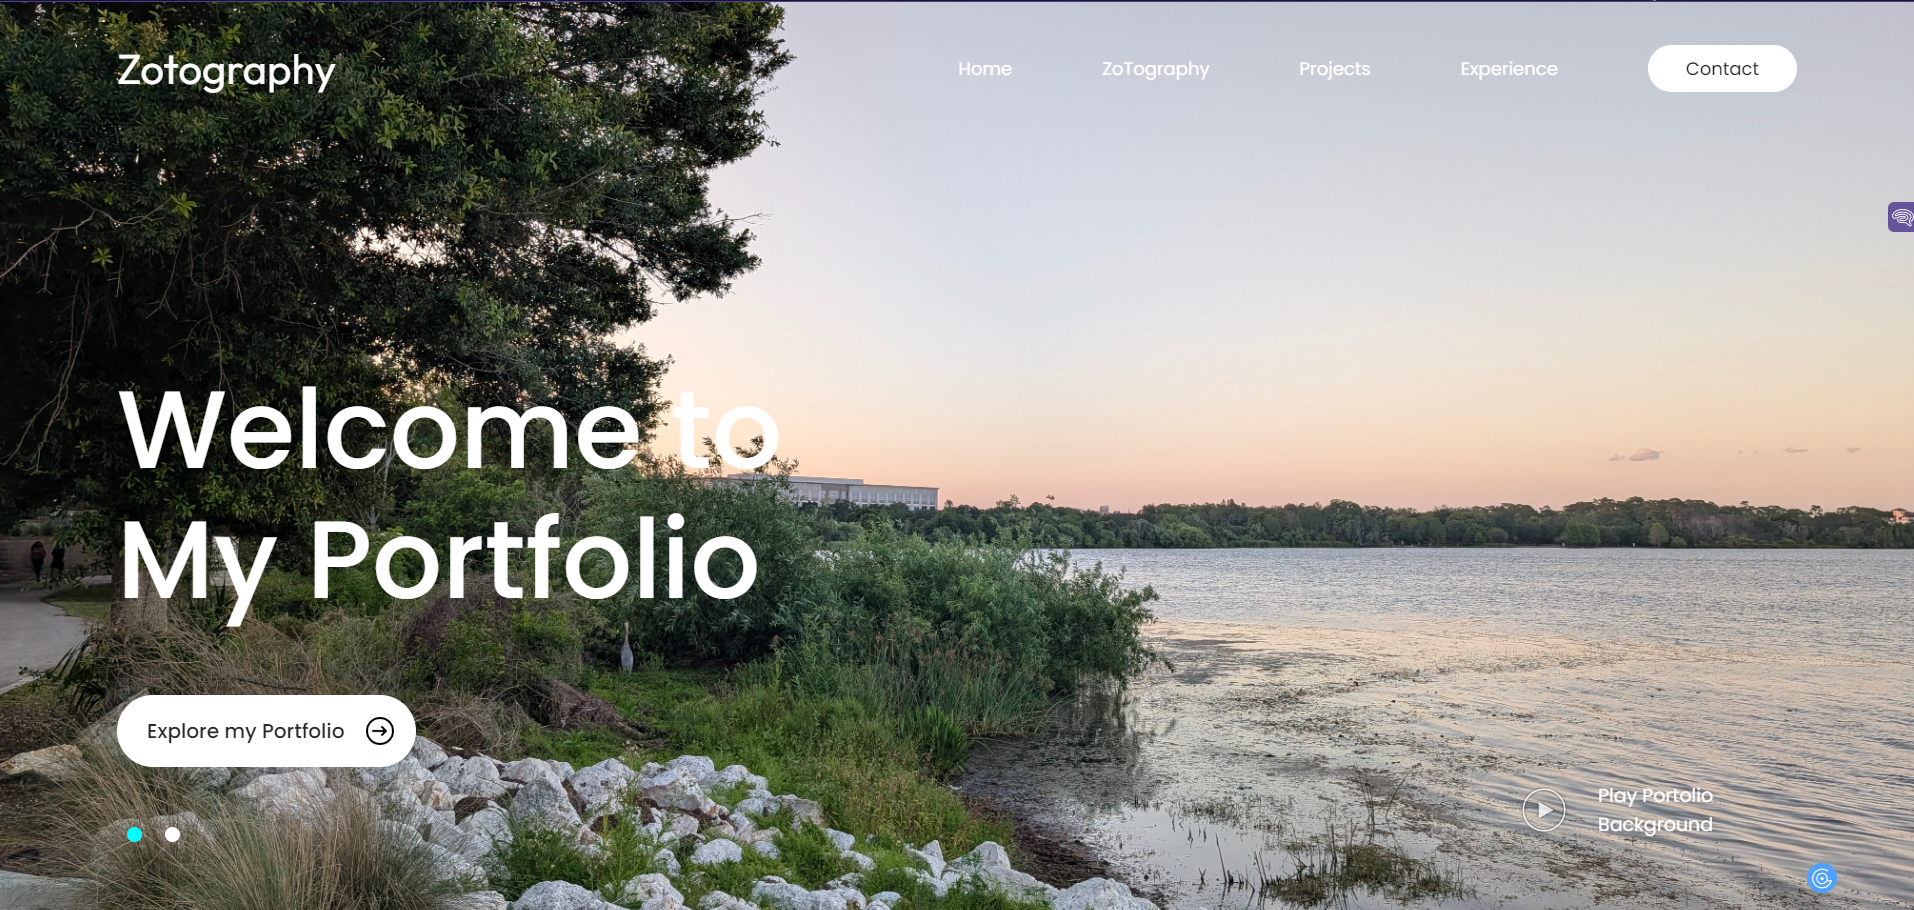 Zotography
Home ZoTography Projects Experience Contact
Welcome to
My Portfolio
Explore my Portfolio
Play Portolio
Background